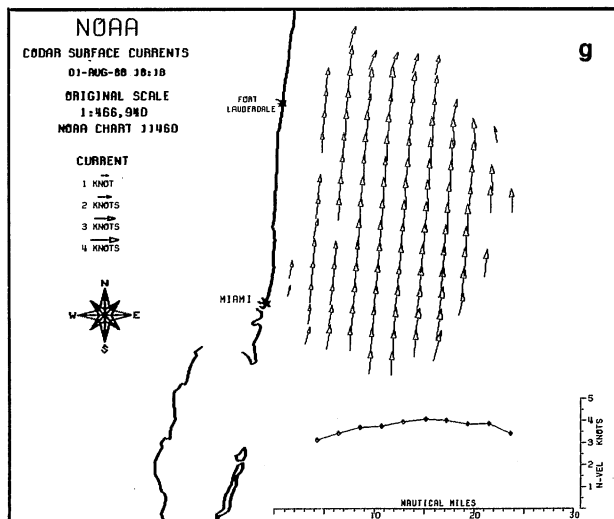 NOAA
CODAR SURFACE CURRENTS
01-AUG-88 18:18
ORIGINAL SCALE
1:466,940
NOAA CHART 11460
CURRENT
1 KNOT
2 KNOTS
3 KNOTS
4 KNOTS
N
W E
S
FORT
LAUDERDALE
MIAMI
g
5
4
3
2
1
N-VEL KNOTS
NAUTICAL MILES
10 20 30